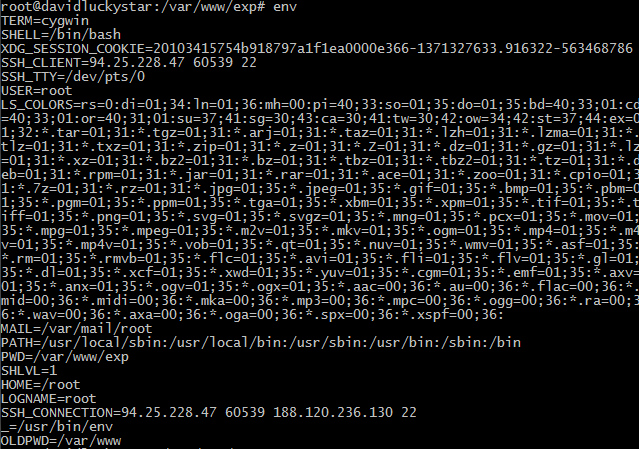 root@davidluckystar:/var/www/exp# env
TERM=cygwin
SHELL=/bin/bash
XDG_SESSION_COOKIE=20103415754b918797a1f1ea0000e366-1371327633.916322-563468786
SSH_CLIENT=94.25.228.47 60539 22
SSH_TTY=/dev/pts/0
USER=root
LS_COLORS=rs=0:di=01;34:ln=01;36:mh=00:pi=40;33:so=01;35:do=01;35:bd=40;33;01:cd
=40;33;01:or=40;31;01:su=37;41:sg=30;43:ca=30;41:tw=30;42:ow=34;42:st=37;44:ex=0
1;32:*.tar=01;31:*.tgz=01;31:*.arj=01;31:*.taz=01;31:*.lzh=01;31:*.lzma=01;31:*.
tlz=01;31:*.txz=01;31:*.zip=01;31:*.z=01;31:*.Z=01;31:*.dz=01;31:*.gz=01;31:*.lz
=01;31:*.xz=01;31:*.bz2=01;31:*.bz=01;31:*.tbz=01;31:*.tbz2=01;31:*.tz=01;31:*.d
eb=01;31:*.rpm=01;31:*.jar=01;31:*.rar=01;31:*.ace=01;31:*.zoo=01;31:*.cpio=01;3
1:*.7z=01;31:*.rz=01;31:*.jpg=01;35:*.jpeg=01;35:*.gif=01;35:*.bmp=01;35:*.pbm=0
1;35:*.pgm=01;35:*.ppm=01;35:*.tga=01;35:*.xbm=01;35:*.xpm=01;35:*.tif=01;35:*.t
iff=01;35:*.png=01;35:*.svg=01;35:*.svgz=01;35:*.mng=01;35:*.pcx=01;35:*.mov=01;
35:*.mpg=01;35:*.mpeg=01;35:*.m2v=01;35:*.mkv=01;35:*.ogm=01;35:*.mp4=01;35:*.m4
v=01;35:*.mp4v=01;35:*.vob=01;35:*.qt=01;35:*.nuv=01;35:*.wmv=01;35:*.asf=01;35:
*.rm=01;35:*.rmvb=01;35:*.flc=01;35:*.avi=01;35:*.fli=01;35:*.flv=01;35:*.gl=01;
35:*.dl=01;35:*.xcf=01;35:*.xwd=01;35:*.yuv=01;35:*.cgm=01;35:*.emf=01;35:*.axv=
01;35:*.anx=01;35:*.ogv=01;35:*.ogx=01;35:*.aac=00;36:*.au=00;36:*.flac=00;36:*.
mid=00;36:*.midi=00;36:*.mka=00;36:*.mp3=00;36:*.mpc=00;36:*.ogg=00;36:*.ra=00;3
6:*.wav=00;36:*.axa=00;36:*.oga=00;36:*.spx=00;36:*.xspf=00;36:
MAIL=/var/mail/root
PATH=/usr/local/sbin:/usr/local/bin:/usr/sbin:/usr/bin:/sbin:/bin
PWD=/var/www/exp
SHLVL=1
HOME=/root
LOGNAME=root
SSH_CONNECTION=94.25.228.47 60539 188.120.236.130 22
_=/usr/bin/env
OLDPWD=/var/www